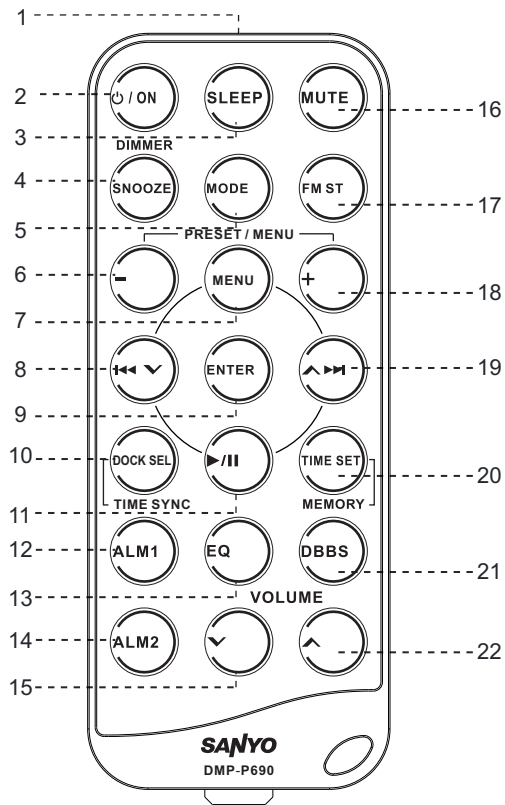 1
2 ⏻ / ON SLEEP MUTE 16
3 DIMMER
4 SNOOZE MODE FM ST 17
5 PRESET / MENU
6 - MENU + 18
7
8 ⏮ ﹀ ENTER ︿ ⏭ 19
9
10 DOCK SEL ▶/II TIME SET 20
11 TIME SYNC MEMORY
12 ALM1 EQ DBBS 21
13 VOLUME
14 ALM2 ﹀ ︿ 22
15
SANYO
DMP-P690